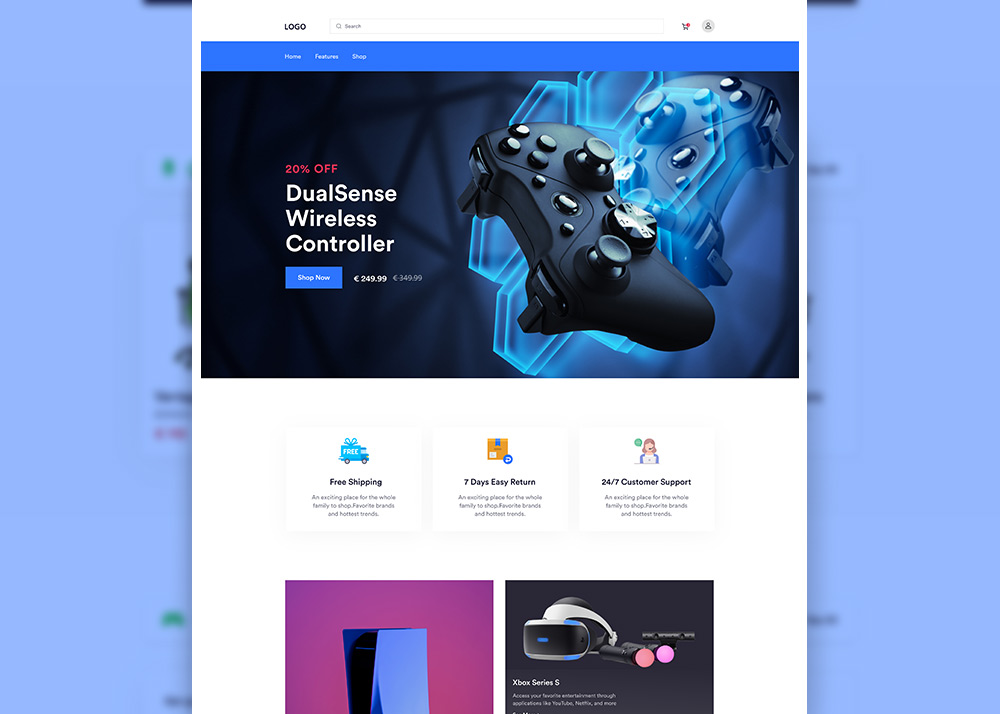 LOGO
Search
Home Features Shop
20% OFF
DualSense
Wireless
Controller
Shop Now € 249.99 € 349.99
FREE
Free Shipping
An exciting place for the whole
family to shop.Favorite brands
and hottest trends.
7 Days Easy Return
An exciting place for the whole
family to shop.Favorite brands
and hottest trends.
24/7 Customer Support
An exciting place for the whole
family to shop.Favorite brands
and hottest trends.
Xbox Series S
Access your favorite entertainment through
applications like YouTube, Netflix, and more